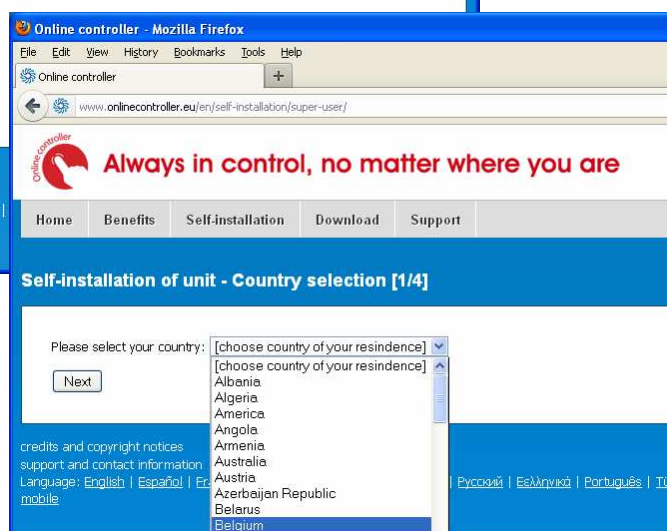 Online controller - Mozilla Firefox
File Edit View History Bookmarks Tools Help
Online controller +
www.onlinecontroller.eu/en/self-installation/super-user/
Online controller
Always in control, no matter where you are
Home Benefits Self-installation Download Support
Self-installation of unit - Country selection [1/4]
Please select your country: [choose country of your resindence]
[choose country of your resindence]
Next
Albania
Algeria
America
Angola
Armenia
Australia
Austria
Azerbaijan Republic
Belarus
Belgium
credits and copyright notices
support and contact information
Language: English | Español | | Русский | Εελληνικά | Português |
mobile